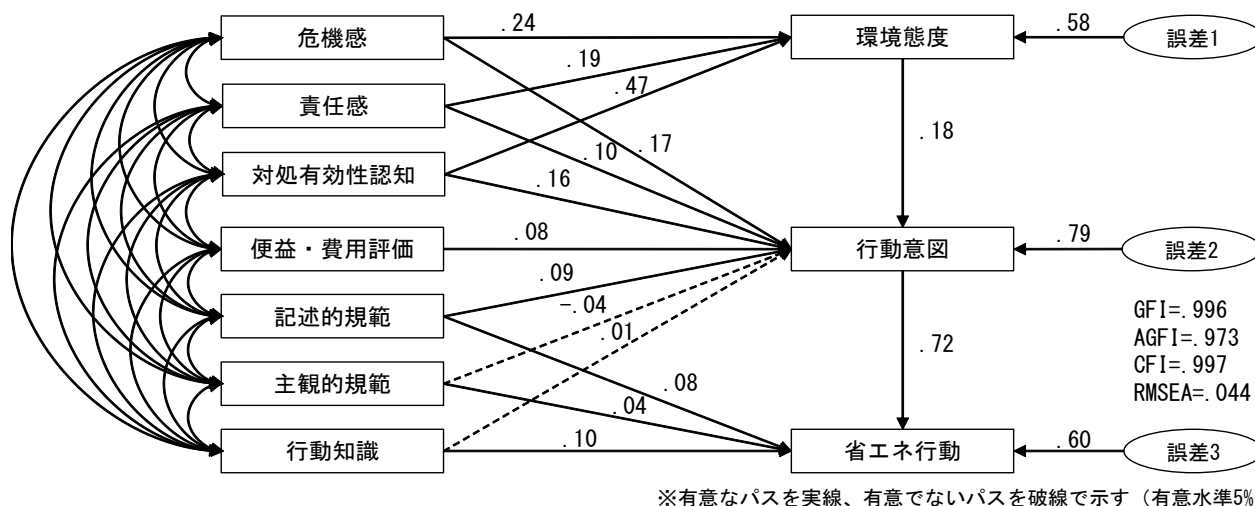 危機感
.24
環境態度
.58
誤差1
.19
責任感
.47
.18
.10
.17
対処有効性認知
.16
便益・費用評価
.08
行動意図
.79
誤差2
.09
記述的規範
-.04
GFI=.996
.01
AGFI=.973
.72
CFI=.997
主観的規範
.08
RMSEA=.044
.04
行動知識
.10
省エネ行動
.60
誤差3
※有意なパスを実線、有意でないパスを破線で示す（有意水準5%